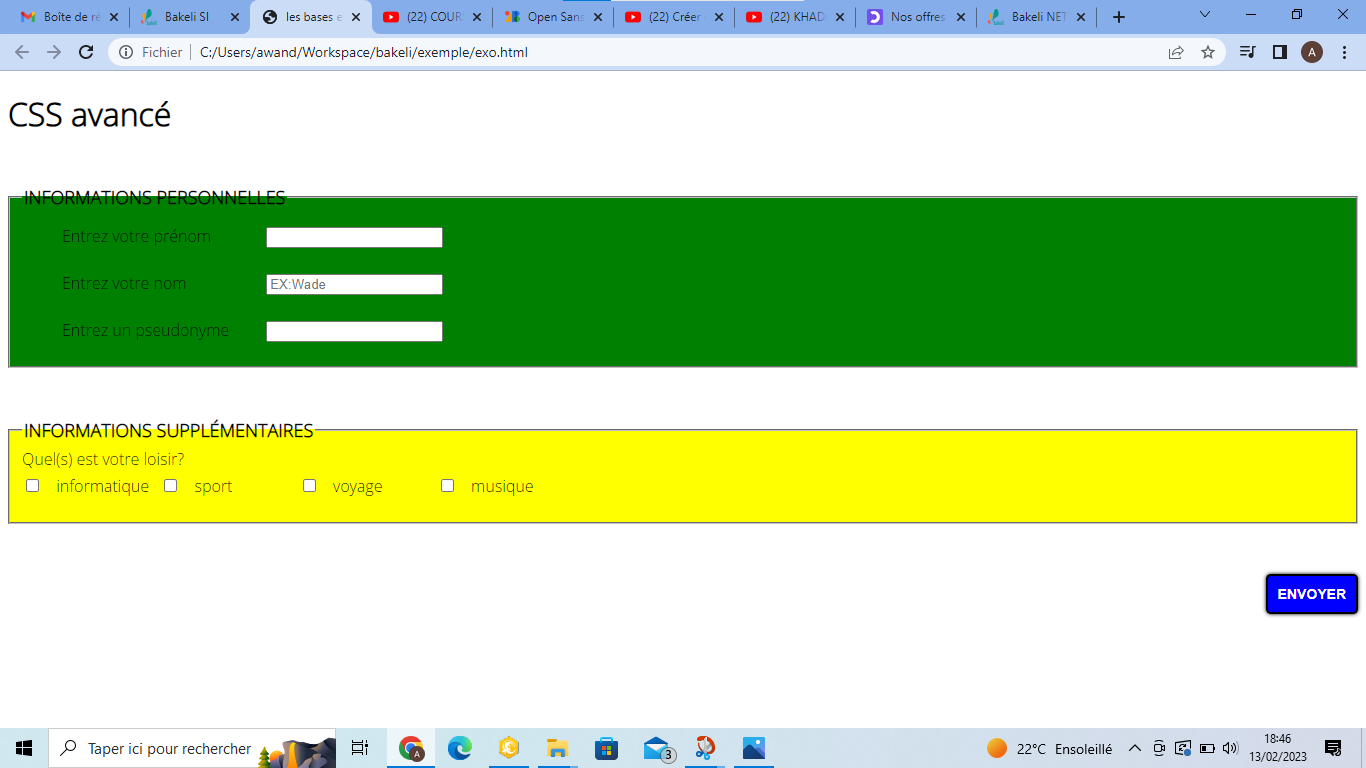 Boîte de ré
Bakeli SI
les bases e
(22) COUR
Open Sans
(22) Créer
(22) KHAD
Nos offres
Bakeli NET
Fichier
C:/Users/awand/Workspace/bakeli/exemple/exo.html
A
CSS avancé
INFORMATIONS PERSONNELLES
Entrez votre prénom
Entrez votre nom EX:Wade
Entrez un pseudonyme
INFORMATIONS SUPPLÉMENTAIRES
Quel(s) est votre loisir?
informatique sport voyage musique
ENVOYER
Taper ici pour rechercher
A
3
22°C Ensoleillé
18:46
13/02/2023